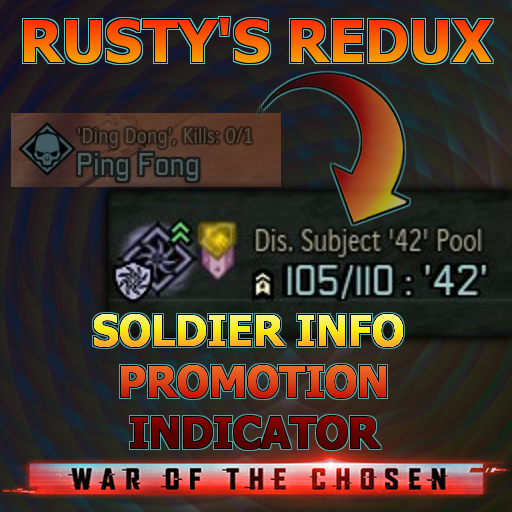 RUSTY'S REDUX
'Ding Dong', Kills: 0/1
Ping Fong
Dis. Subject '42' Pool
105/110 : '42'
SOLDIER INFO
PROMOTION
INDICATOR
WAR OF THE CHOSEN